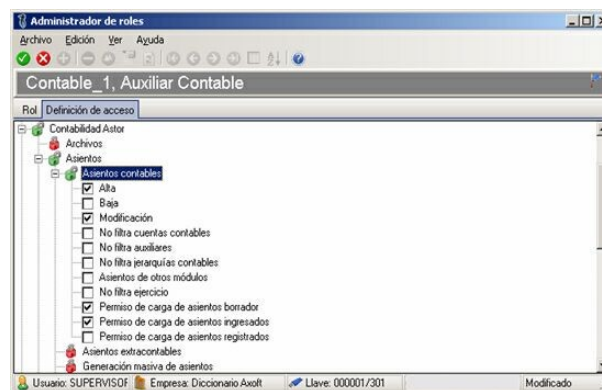 Administrador de roles
Archivo Edición Ver Ayuda
Contable_1, Auxiliar Contable
Rol Definición de acceso
Contabilidad Astor
Archivos
Asientos
Asientos contables
Alta
Baja
Modificación
No filtra cuentas contables
No filtra auxiliares
No filtra jerarquías contables
Asientos de otros módulos
No filtra ejercicio
Permiso de carga de asientos borrador
Permiso de carga de asientos ingresados
Permiso de carga de asientos registrados
Asientos extracontables
Generación masiva de asientos
Usuario: SUPERVISOF Empresa: Diccionario Axoft Llave: 000001/301 Modificado